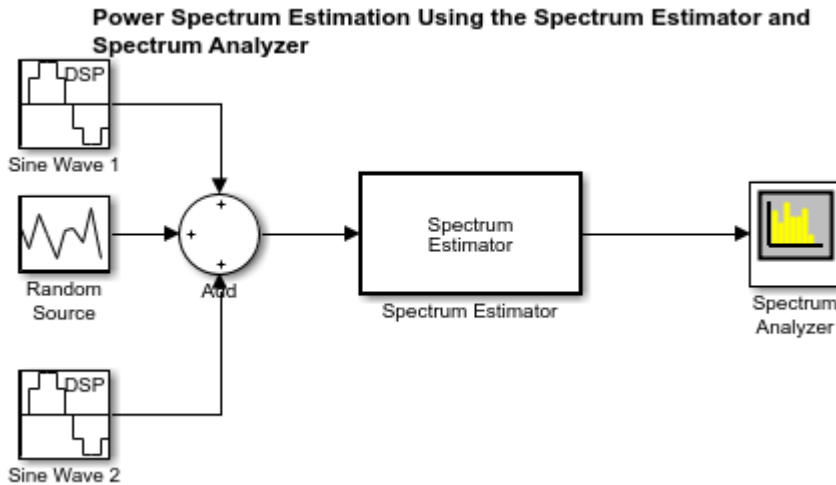 Power Spectrum Estimation Using the Spectrum Estimator and
Spectrum Analyzer
DSP
Sine Wave 1
Random
Source
+
+
+
Add
Spectrum
Estimator
Spectrum Estimator
Spectrum
Analyzer
DSP
Sine Wave 2